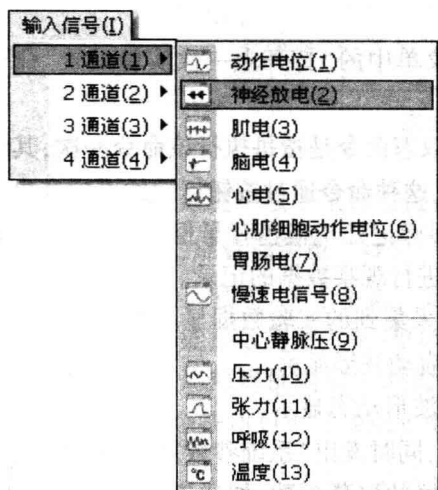 输入信号(I)
1 通道(1)
2 通道(2)
3 通道(3)
4 通道(4)
动作电位(1)
神经放电(2)
肌电(3)
脑电(4)
心电(5)
心肌细胞动作电位(6)
胃肠电(7)
慢速电信号(8)
中心静脉压(9)
压力(10)
张力(11)
呼吸(12)
温度(13)
°C